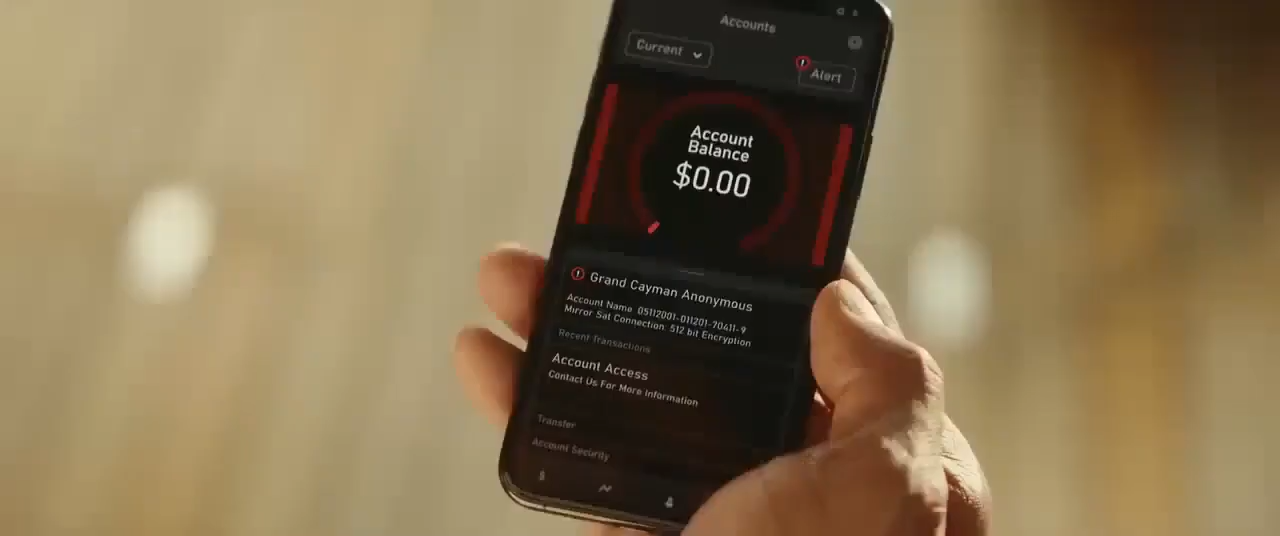 Accounts
Current
Alert
Account
Balance
$0.00
Grand Cayman Anonymous
Account Name 05112001-011201-70411-9
Mirror Sat Connection: 512 bit Encryption
Recent Transactions
Account Access
Contact Us For More Information
Transfer
Account Security